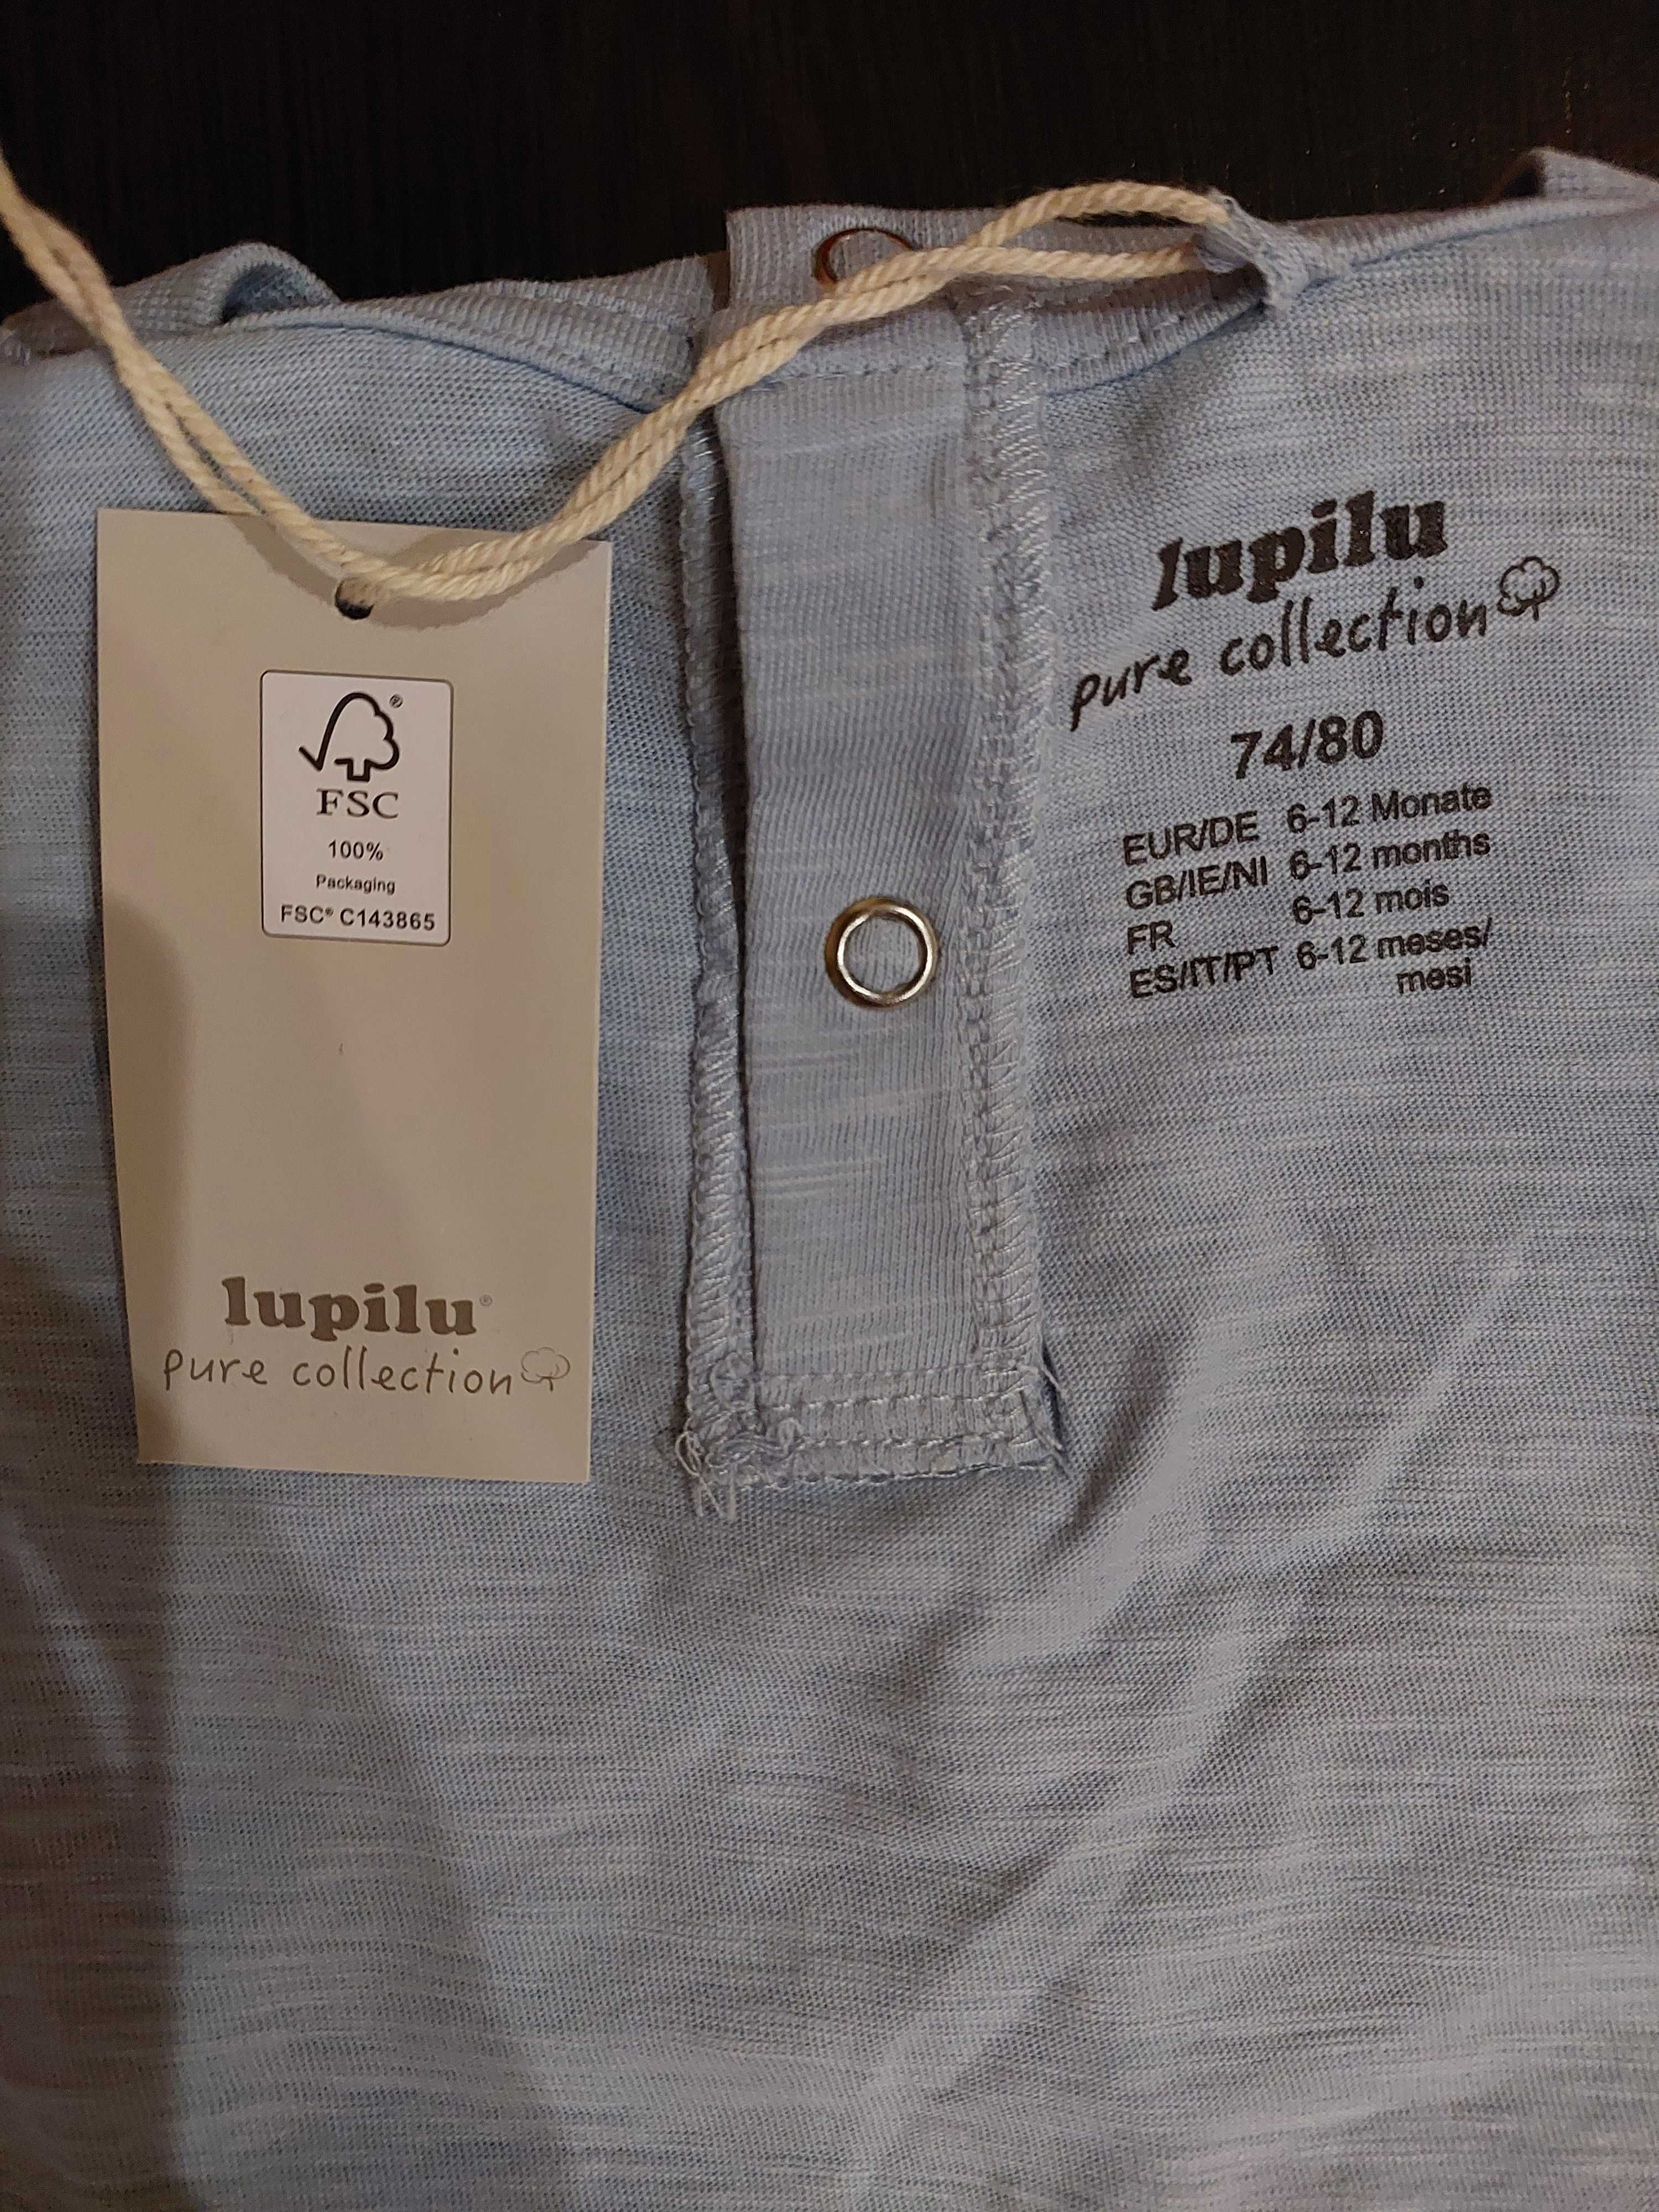 FSC®
100%
Packaging
FSC® C143865
lupilu®
pure collection
lupilu
pure collection
74/80
EUR/DE 6-12 Monate
GB/IE/NI 6-12 months
FR 6-12 mois
ES/IT/PT 6-12 meses/
mesi